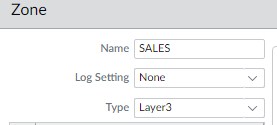 Zone
Name SALES
Log Setting None
Type Layer3